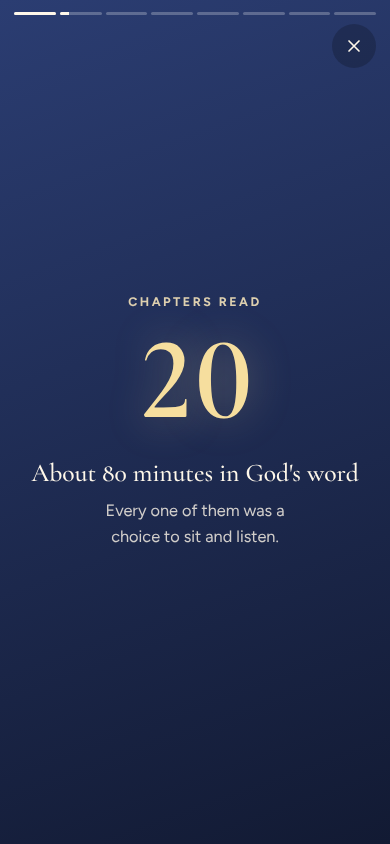 CHAPTERS READ
20
About 80 minutes in God's word
Every one of them was a
choice to sit and listen.